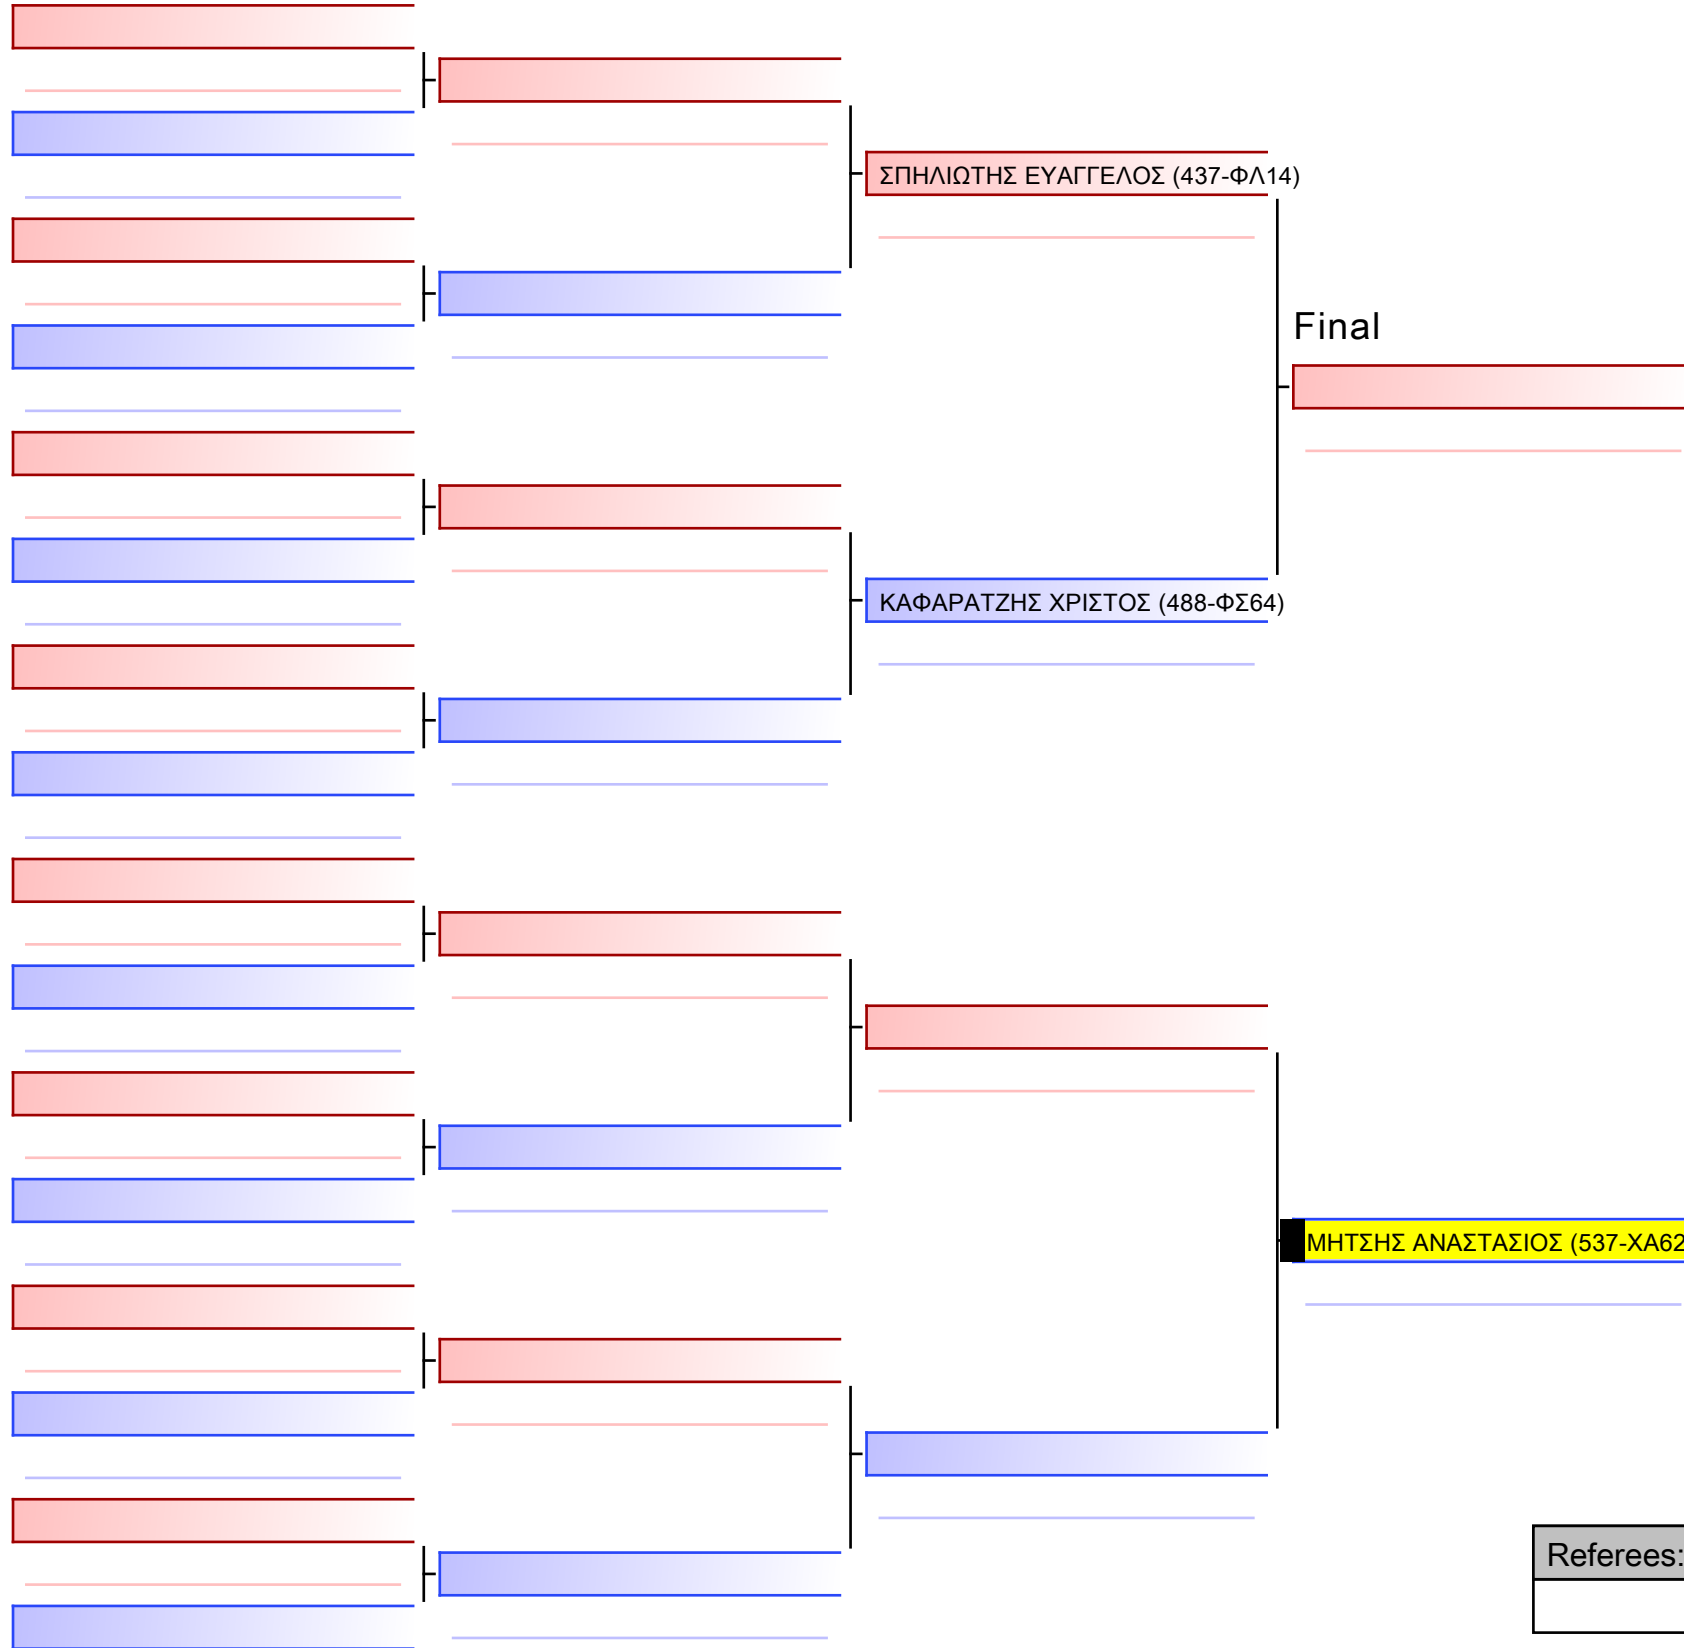 ΣΠΗΛΙΩΤΗΣ ΕΥΑΓΓΕΛΟΣ (437-ΦΛ14)
Final
ΚΑΦΑΡΑΤΖΗΣ ΧΡΙΣΤΟΣ (488-ΦΣ64)
ΜΗΤΣΗΣ ΑΝΑΣΤΑΣΙΟΣ (537-ΧΑ62
Referees: